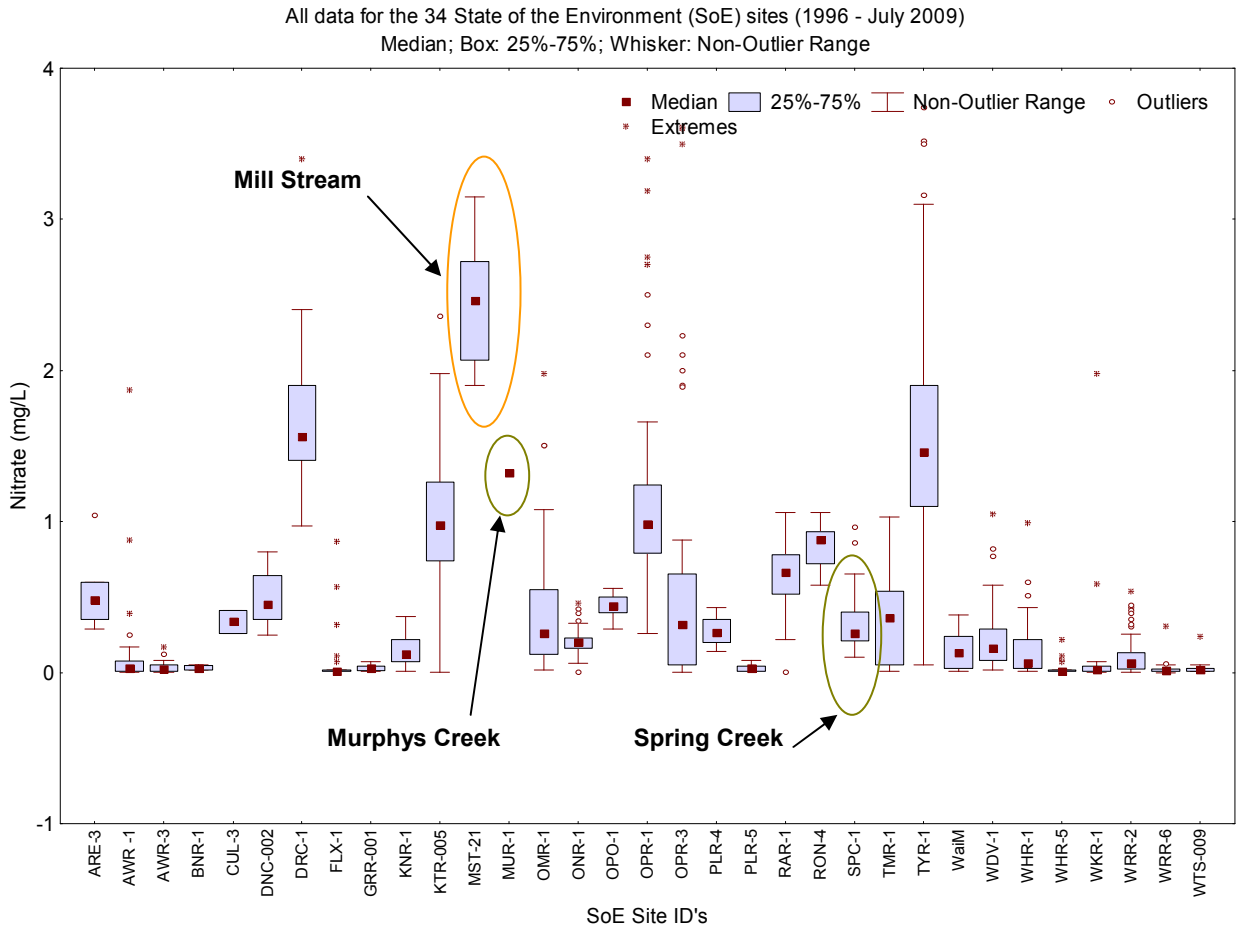 All data for the 34 State of the Environment (SoE) sites (1996 - July 2009)
Median; Box: 25%-75%; Whisker: Non-Outlier Range
Median 25%-75% Non-Outlier Range Outliers
Extremes
Mill Stream
Murphys Creek
Spring Creek
Nitrate (mg/L)
4
3
2
1
0
-1
ARE-3
AWR -1
AWR-3
BNR-1
CUL-3
DNC-002
DRC-1
FLX-1
GRR-001
KNR-1
KTR-005
MST-21
MUR-1
OMR-1
ONR-1
OPO-1
OPR-1
OPR-3
PLR-4
PLR-5
RAR-1
RON-4
SPC-1
TMR-1
TYR-1
WaiM
WDV-1
WHR-1
WHR-5
WKR-1
WRR-2
WRR-6
WTS-009
SoE Site ID's